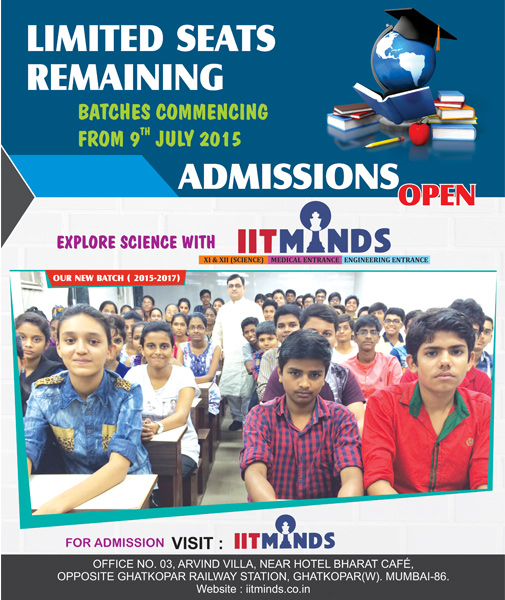 LIMITED SEATS
REMAINING
BATCHES COMMENCING
FROM 9TH JULY 2015
ADMISSIONS
OPEN
EXPLORE SCIENCE WITH IITMINDS
XI & XII (SCIENCE) MEDICAL ENTRANCE ENGINEERING ENTRANCE
OUR NEW BATCH ( 2015-2017)
FOR ADMISSION VISIT : IITMINDS
OFFICE NO. 03, ARVIND VILLA, NEAR HOTEL BHARAT CAFÉ,
OPPOSITE GHATKOPAR RAILWAY STATION, GHATKOPAR(W). MUMBAI-86.
Website : iitminds.co.in